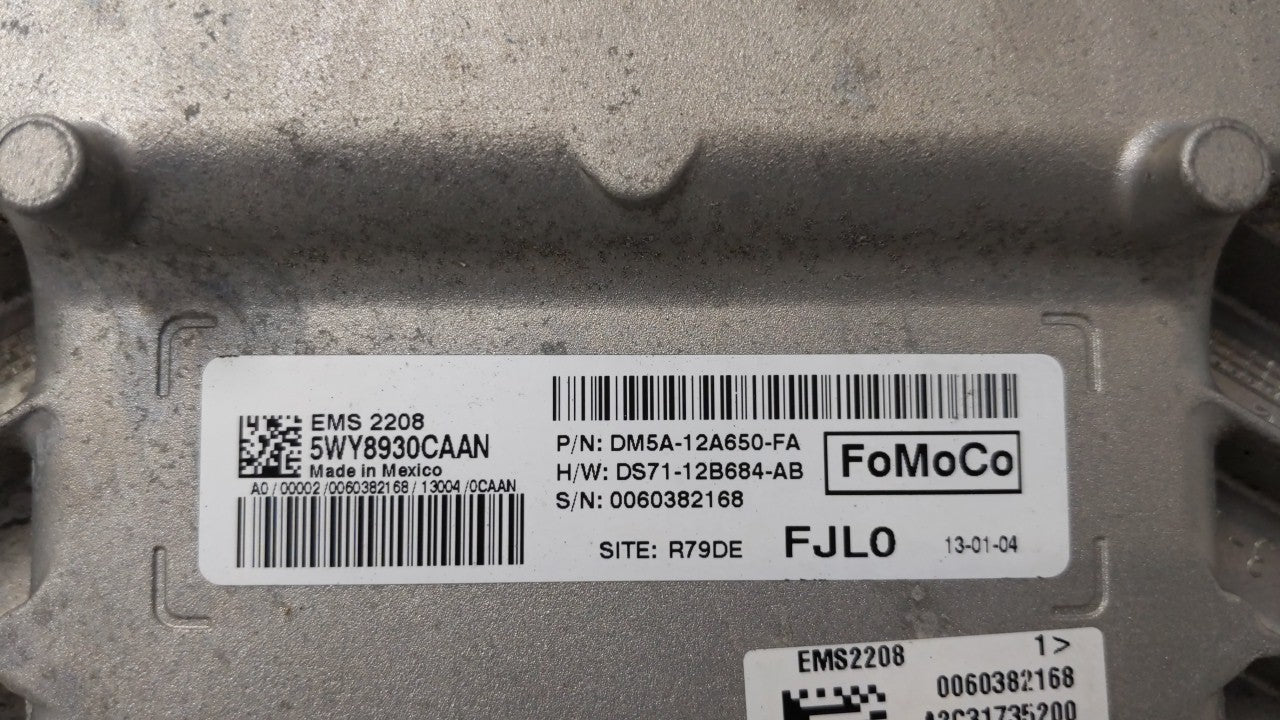 EMS 2208
5WY8930CAAN
Made in Mexico
A0 / 00002 / 0060382168 / 13004 / 0CAAN
P/N: DM5A-12A650-FA
H/W: DS71-12B684-AB
S/N: 0060382168
FoMoCo
SITE: R79DE FJL0 13-01-04
EMS2208 1>
0060382168
A2C31735200